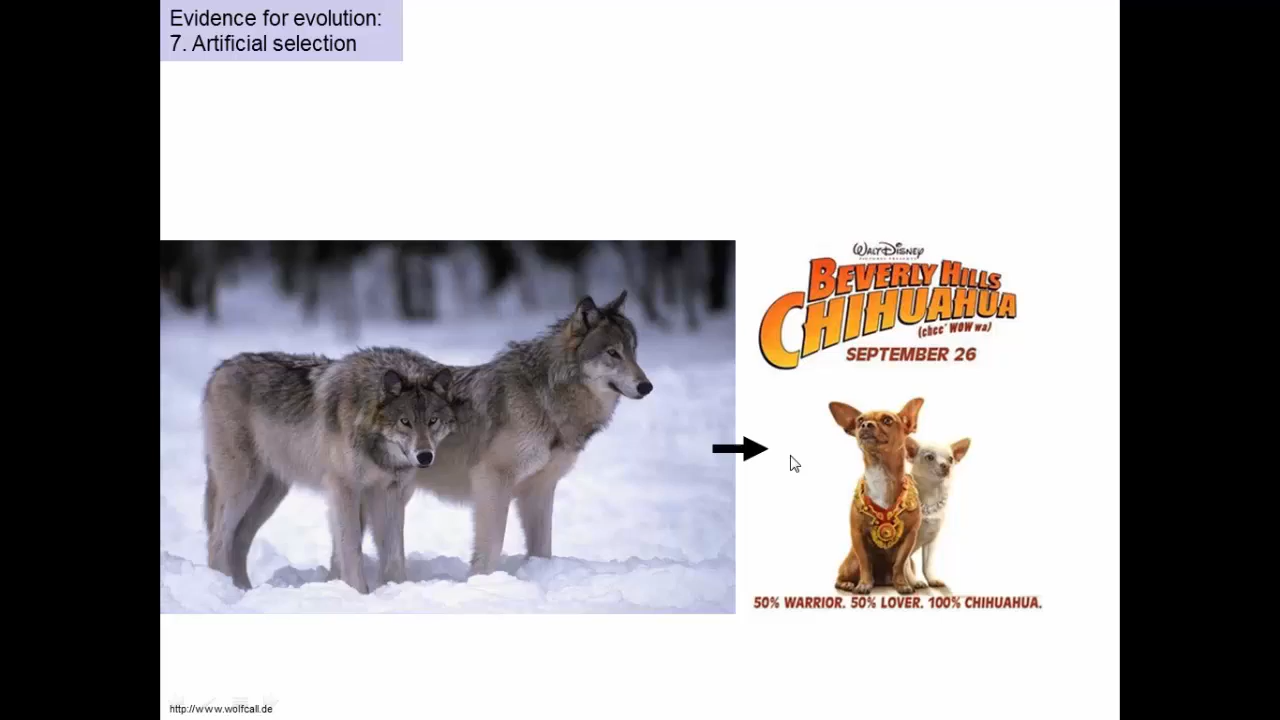 Evidence for evolution:
7. Artificial selection
WALT DISNEY
PICTURES PRESENTS
BEVERLY HILLS
CHIHUAHUA
(chee' WOW wa)
SEPTEMBER 26
50% WARRIOR. 50% LOVER. 100% CHIHUAHUA.
http://www.wolfcall.de